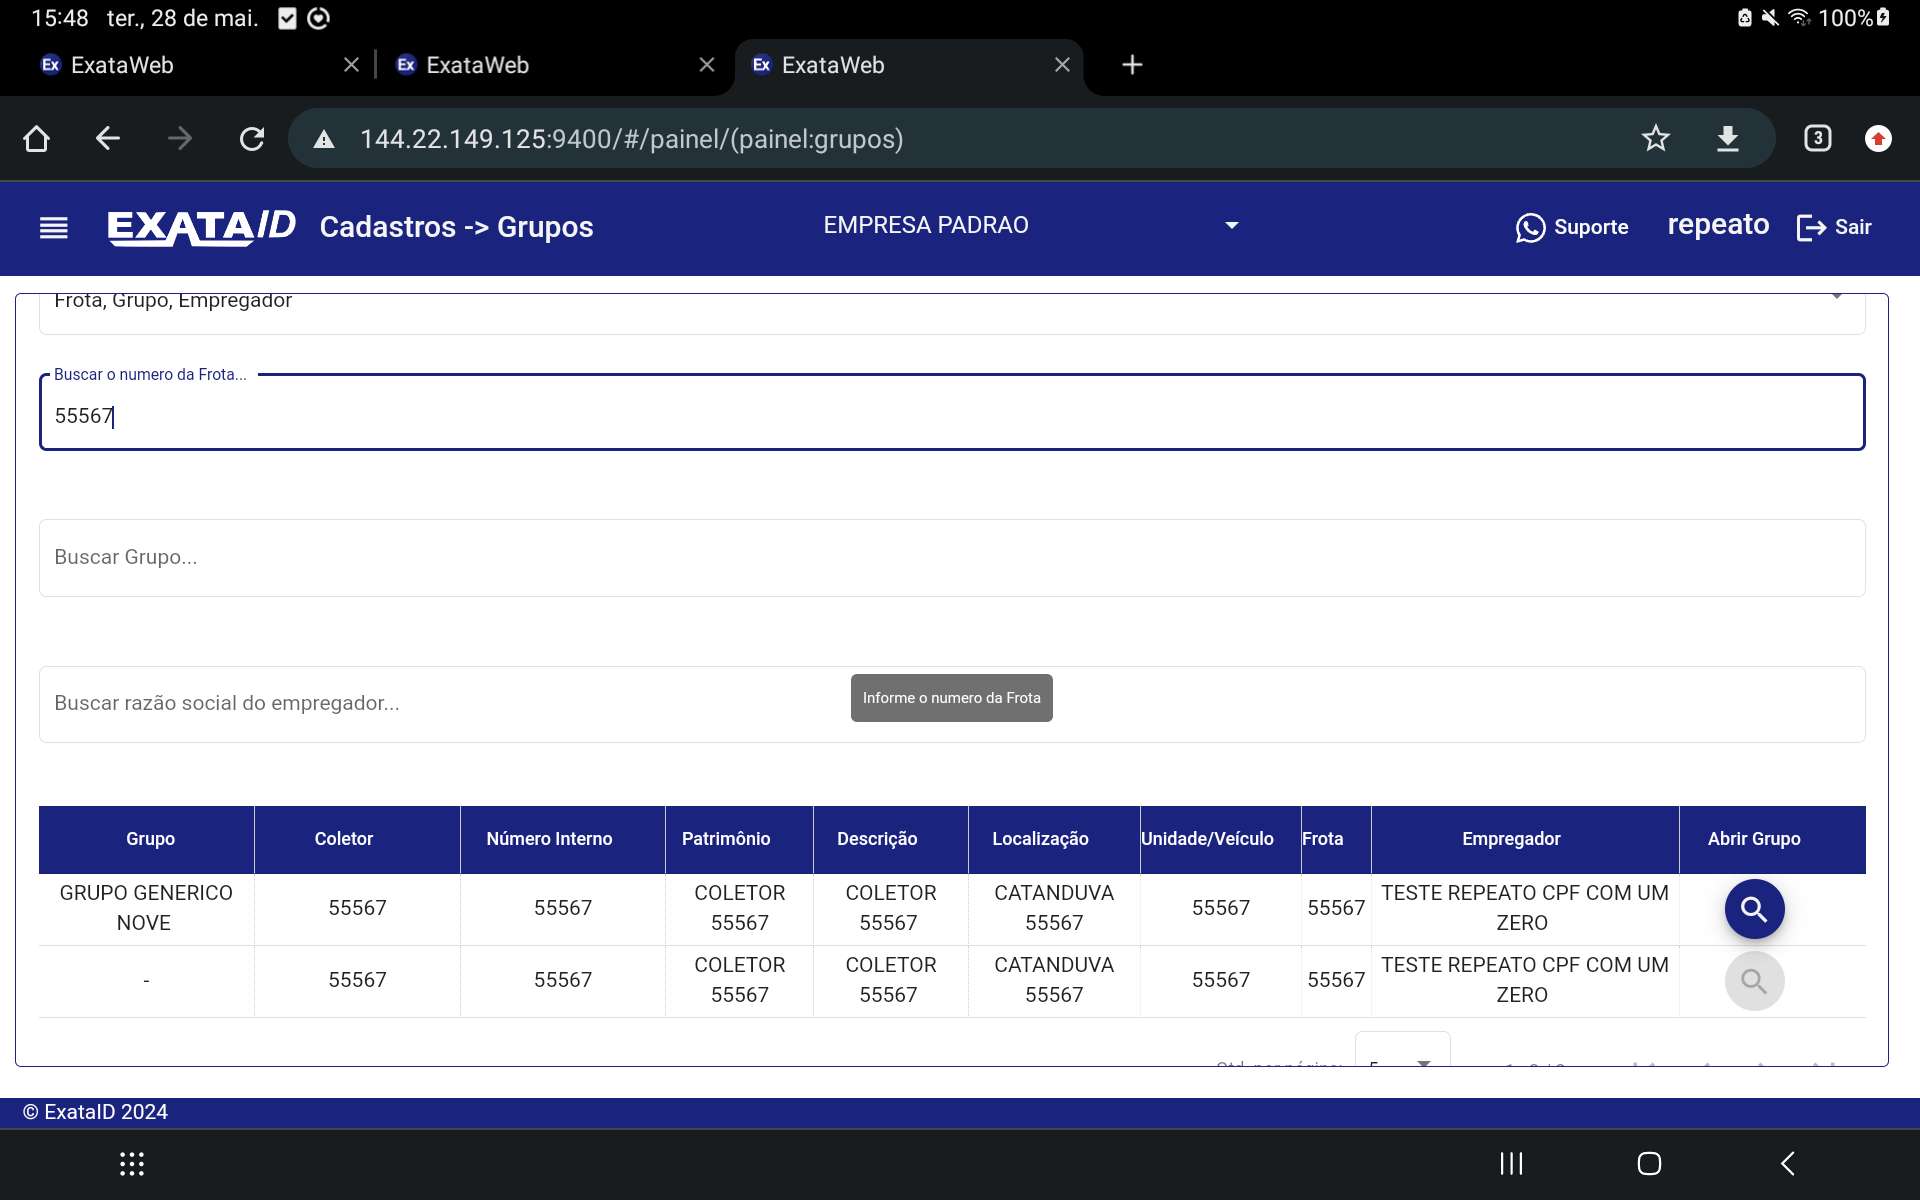 15:48 ter., 28 de mai.
100%
Ex ExataWeb
Ex ExataWeb
Ex ExataWeb
144.22.149.125:9400/#/painel/(painel:grupos)
3
EXATA/ID
Cadastros -> Grupos
EMPRESA PADRAO
Suporte
repeato
Sair
Frota, Grupo, Empregador
Buscar o numero da Frota...
55567
Buscar Grupo...
Buscar razão social do empregador...
Informe o numero da Frota
Grupo Coletor Número Interno Patrimônio Descrição Localização Unidade/Veículo Frota Empregador Abrir Grupo
GRUPO GENERICO NOVE 55567 55567 COLETOR 55567 COLETOR 55567 CATANDUVA 55567 55567 55567 TESTE REPEATO CPF COM UM ZERO
- 55567 55567 COLETOR 55567 COLETOR 55567 CATANDUVA 55567 55567 55567 TESTE REPEATO CPF COM UM ZERO
© ExataID 2024